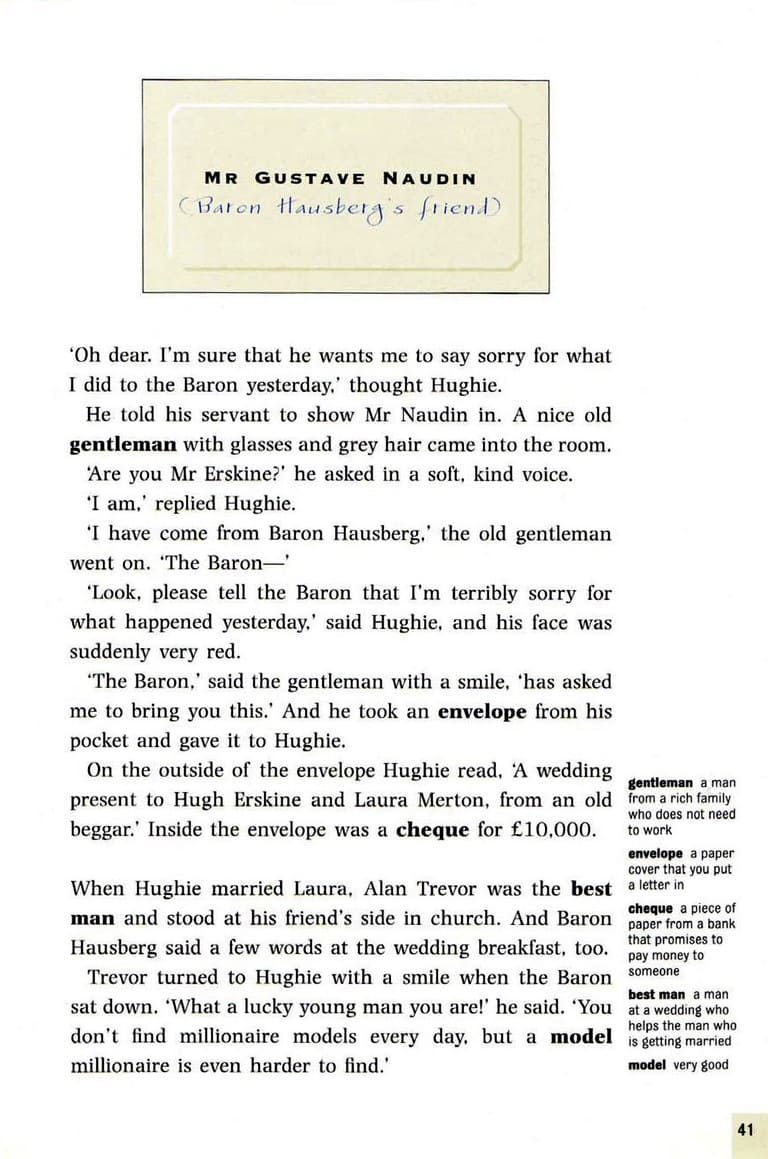 MR GUSTAVE NAUDIN
(Baron Hausberg's friend)
'Oh dear. I'm sure that he wants me to say sorry for what
I did to the Baron yesterday,' thought Hughie.
He told his servant to show Mr Naudin in. A nice old
gentleman with glasses and grey hair came into the room.
'Are you Mr Erskine?' he asked in a soft, kind voice.
'I am,' replied Hughie.
'I have come from Baron Hausberg,' the old gentleman
went on. 'The Baron—'
'Look, please tell the Baron that I'm terribly sorry for
what happened yesterday,' said Hughie, and his face was
suddenly very red.
'The Baron,' said the gentleman with a smile, 'has asked
me to bring you this.' And he took an envelope from his
pocket and gave it to Hughie.
On the outside of the envelope Hughie read, 'A wedding
present to Hugh Erskine and Laura Merton, from an old
beggar.' Inside the envelope was a cheque for £10,000.
When Hughie married Laura, Alan Trevor was the best
man and stood at his friend's side in church. And Baron
Hausberg said a few words at the wedding breakfast, too.
Trevor turned to Hughie with a smile when the Baron
sat down. 'What a lucky young man you are!' he said. 'You
don't find millionaire models every day, but a model
millionaire is even harder to find.'
gentleman a man
from a rich family
who does not need
to work
envelope a paper
cover that you put
a letter in
cheque a piece of
paper from a bank
that promises to
pay money to
someone
best man a man
at a wedding who
helps the man who
is getting married
model very good
41